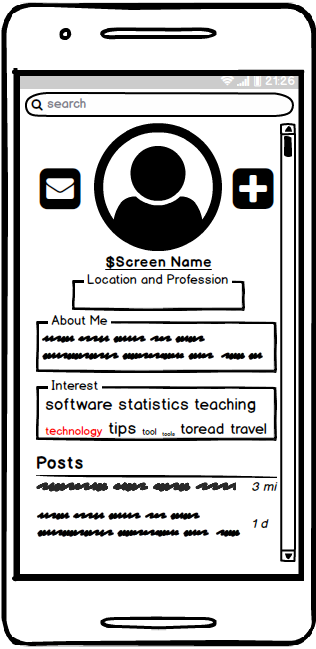 21:26
search
$Screen Name
Location and Profession
About Me
Interest
software statistics teaching
technology tips tool tools toread travel
Posts
3 mi
1 d